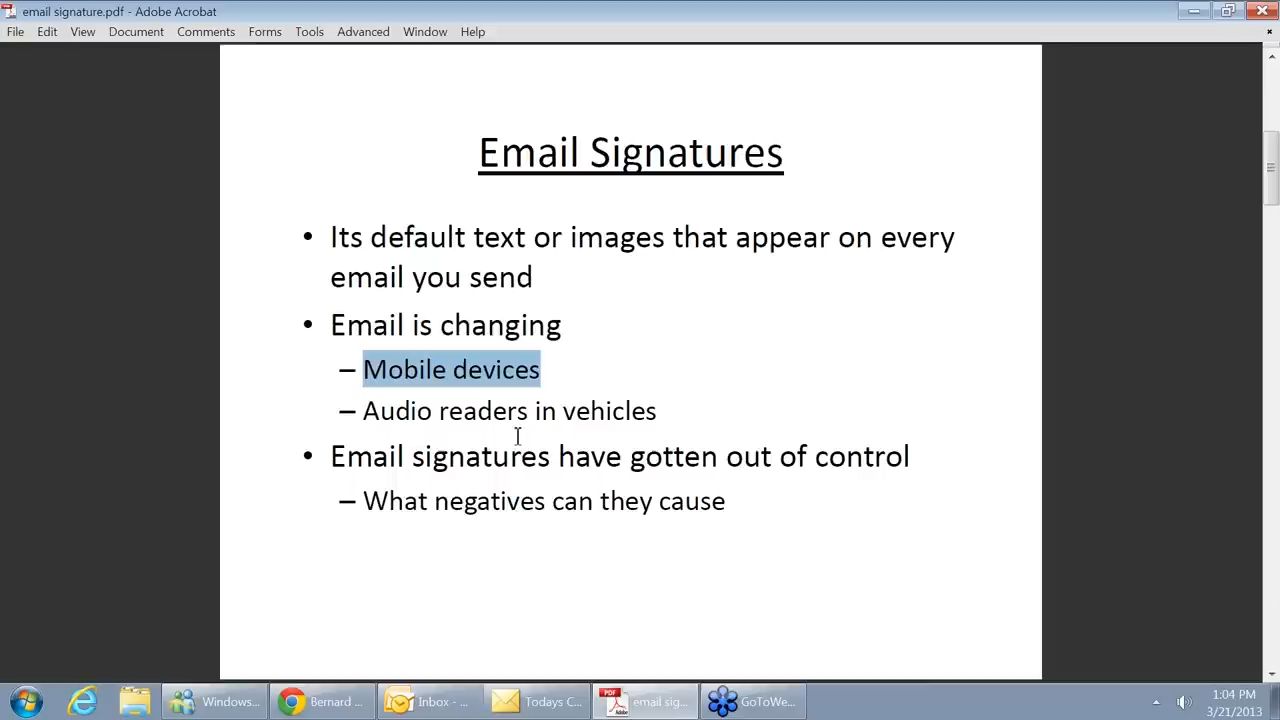 email signature.pdf - Adobe Acrobat
File Edit View Document Comments Forms Tools Advanced Window Help
Email Signatures
• Its default text or images that appear on every
email you send
• Email is changing
– Mobile devices
– Audio readers in vehicles
• Email signatures have gotten out of control
– What negatives can they cause
Windows... Bernard ... Inbox - ... Todays C... email sig... GoToWe...
1:04 PM
3/21/2013